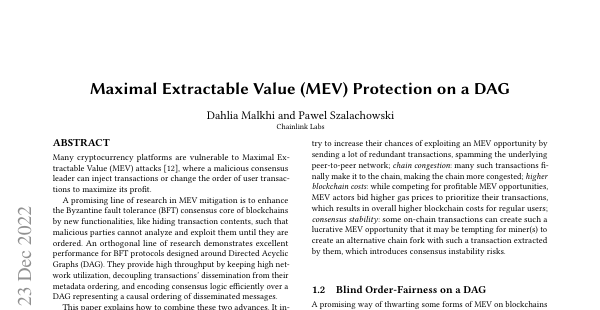 Maximal Extractable Value (MEV) Protection on a DAG
Dahlia Malkhi and Pawel Szalachowski
Chainlink Labs
ABSTRACT
Many cryptocurrency platforms are vulnerable to Maximal Ex-
tractable Value (MEV) attacks [12], where a malicious consensus
leader can inject transactions or change the order of user transac-
tions to maximize its profit.
A promising line of research in MEV mitigation is to enhance
the Byzantine fault tolerance (BFT) consensus core of blockchains
by new functionalities, like hiding transaction contents, such that
malicious parties cannot analyze and exploit them until they are
ordered. An orthogonal line of research demonstrates excellent
performance for BFT protocols designed around Directed Acyclic
Graphs (DAG). They provide high throughput by keeping high net-
work utilization, decoupling transactions' dissemination from their
metadata ordering, and encoding consensus logic efficiently over a
DAG representing a causal ordering of disseminated messages.
This paper explains how to combine these two advances. It in-
try to increase their chances of exploiting an MEV opportunity by
sending a lot of redundant transactions, spamming the underlying
peer-to-peer network; chain congestion: many such transactions fi-
nally make it to the chain, making the chain more congested; higher
blockchain costs: while competing for profitable MEV opportunities,
MEV actors bid higher gas prices to prioritize their transactions,
which results in overall higher blockchain costs for regular users;
consensus stability: some on-chain transactions can create such a
lucrative MEV opportunity that it may be tempting for miner(s) to
create an alternative chain fork with such a transaction extracted
by them, which introduces consensus instability risks.
1.2 Blind Order-Fairness on a DAG
A promising way of thwarting some forms of MEV on blockchains
23 Dec 2022